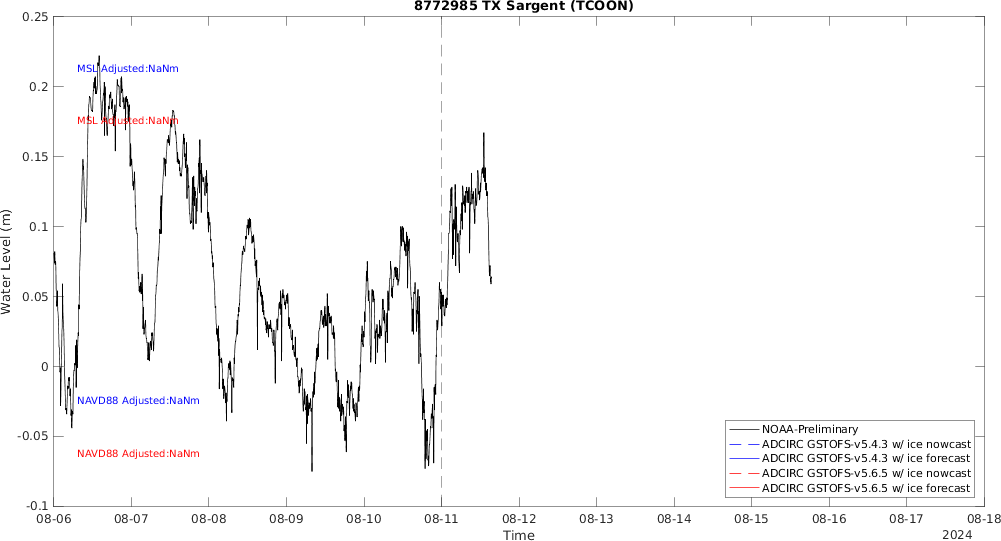 8772985 TX Sargent (TCOON)
0.25
0.2
0.15
0.1
0.05
0
-0.05
-0.1
Water Level (m)
MSL Adjusted:NaNm
MSL Adjusted:NaNm
NAVD88 Adjusted:NaNm
NAVD88 Adjusted:NaNm
NOAA-Preliminary
ADCIRC GSTOFS-v5.4.3 w/ ice nowcast
ADCIRC GSTOFS-v5.4.3 w/ ice forecast
ADCIRC GSTOFS-v5.6.5 w/ ice nowcast
ADCIRC GSTOFS-v5.6.5 w/ ice forecast
08-06 08-07 08-08 08-09 08-10 08-11 08-12 08-13 08-14 08-15 08-16 08-17 08-18
Time
2024